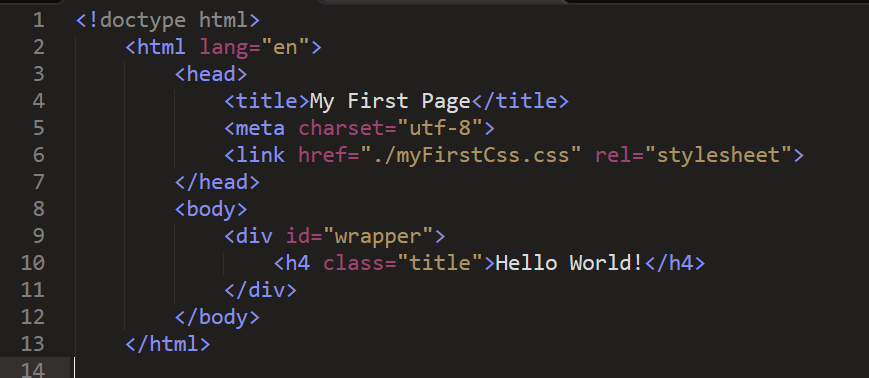 1 <!doctype html>
2 <html lang="en">
3 <head>
4 <title>My First Page</title>
5 <meta charset="utf-8">
6 <link href="./myFirstCss.css" rel="stylesheet">
7 </head>
8 <body>
9 <div id="wrapper">
10 <h4 class="title">Hello World!</h4>
11 </div>
12 </body>
13 </html>
14